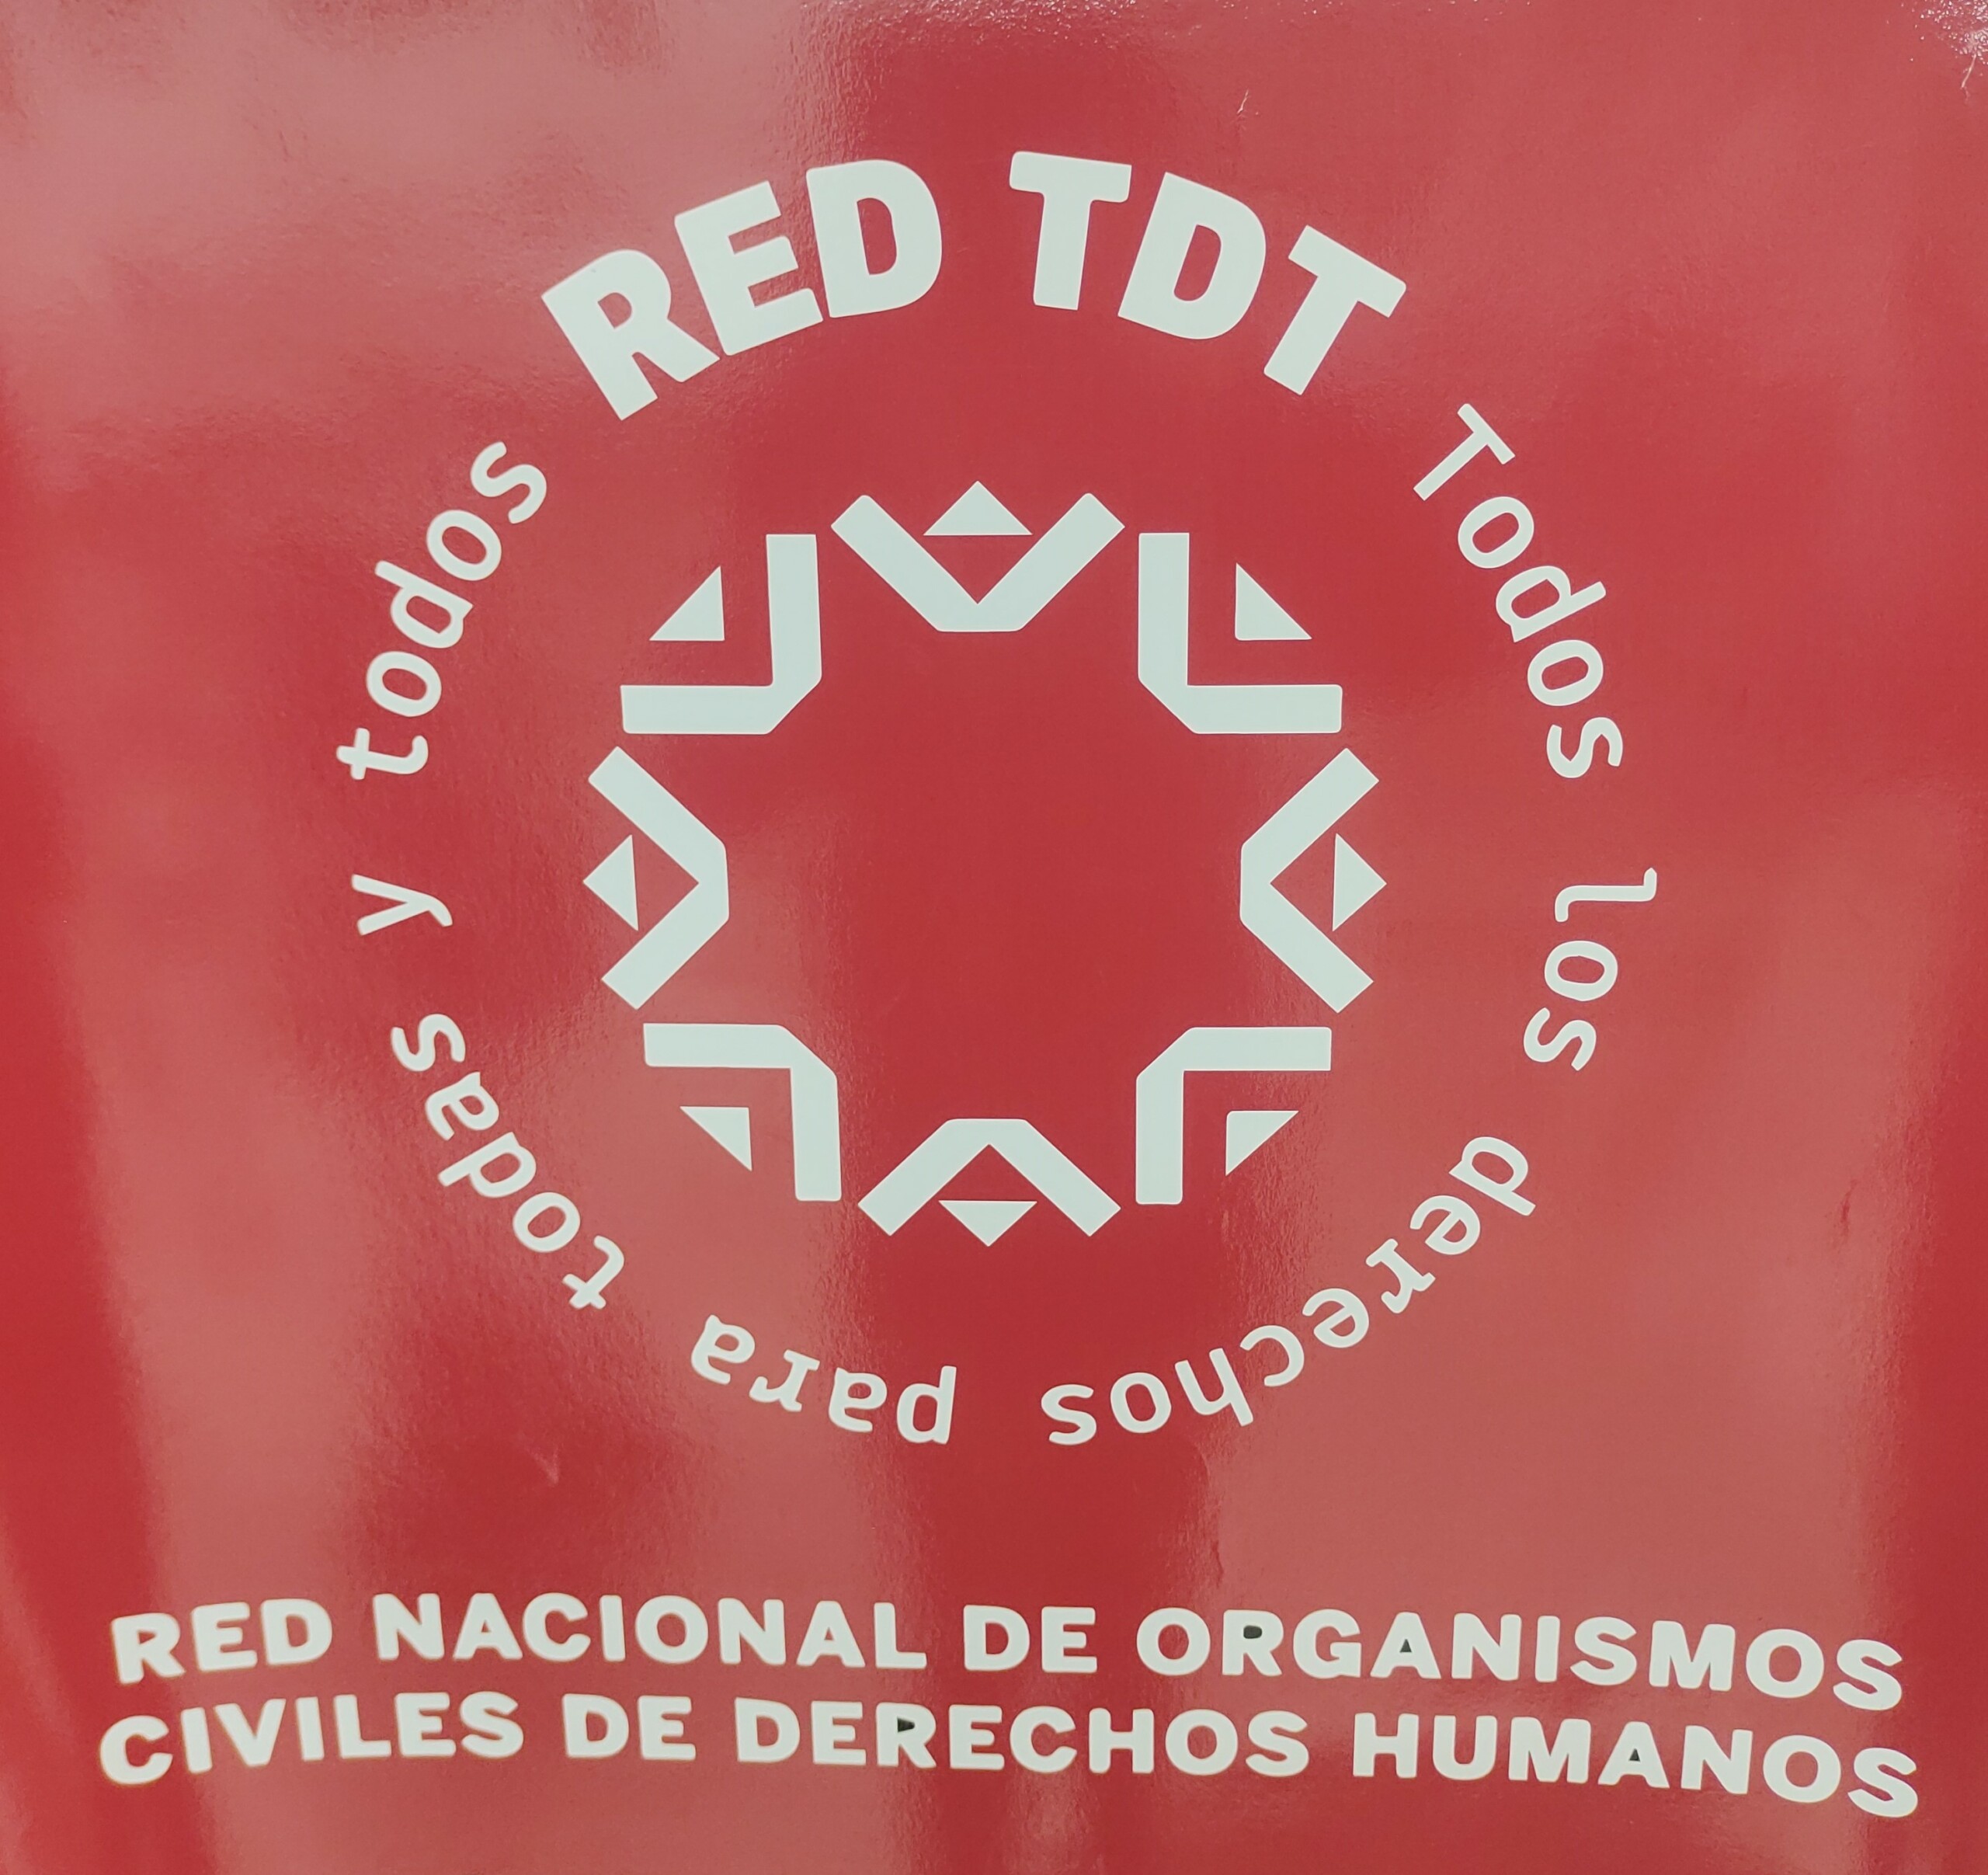 RED TDT
Todos los derechos para todas y todos
RED NACIONAL DE ORGANISMOS
CIVILES DE DERECHOS HUMANOS